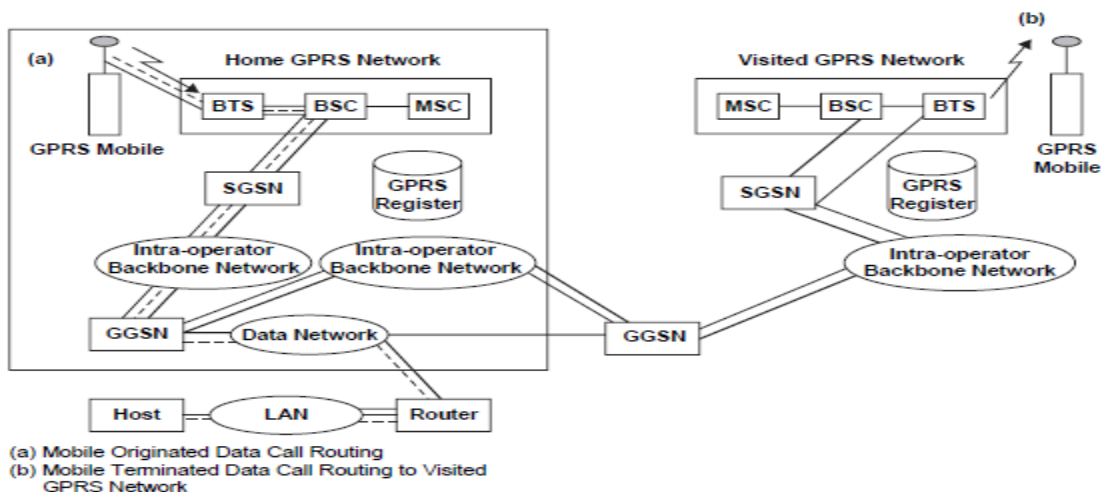 (a)
(b)
Home GPRS Network
Visited GPRS Network
BTS
BSC
MSC
MSC
BSC
BTS
GPRS Mobile
GPRS
Mobile
SGSN
GPRS
Register
SGSN
GPRS
Register
Intra-operator
Backbone Network
Intra-operator
Backbone Network
Intra-operator
Backbone Network
GGSN
Data Network
GGSN
Host
LAN
Router
(a) Mobile Originated Data Call Routing
(b) Mobile Terminated Data Call Routing to Visited
GPRS Network